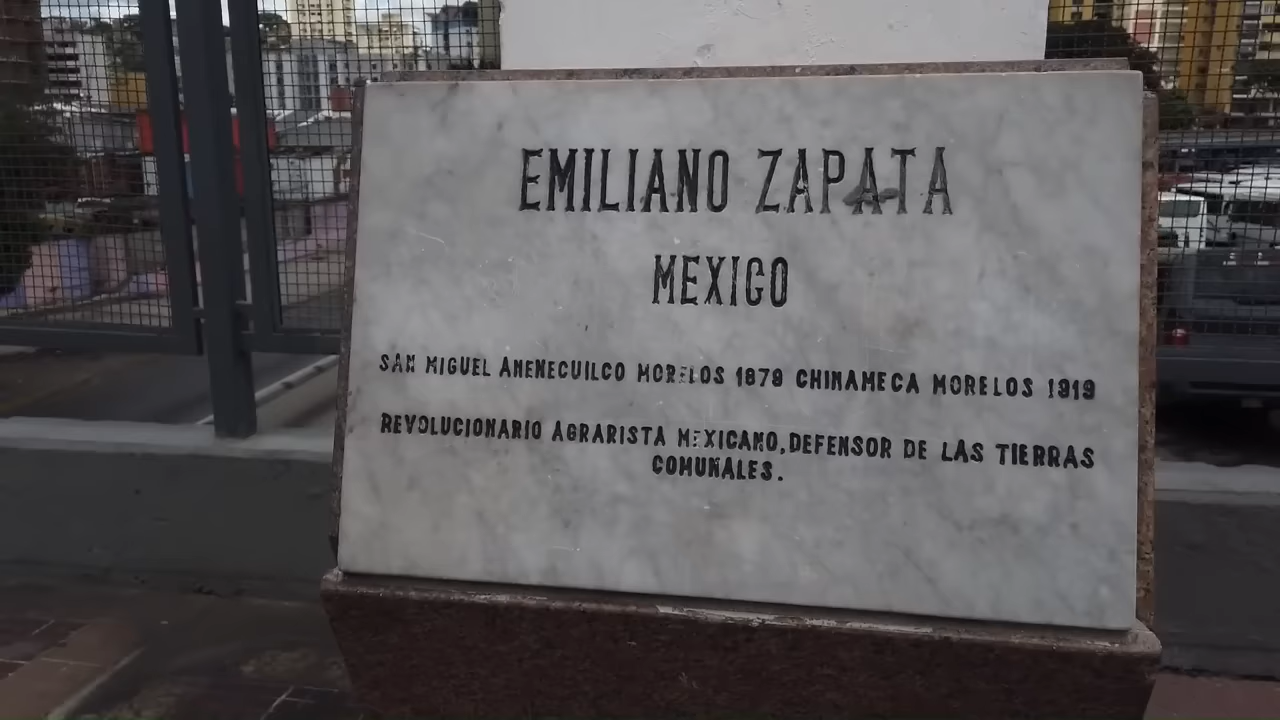 EMILIANO ZAPATA
MEXICO
SAN MIGUEL ANENECUILCO MORELOS 1879 CHINAMECA MORELOS 1919
REVOLUCIONARIO AGRARISTA MEXICANO, DEFENSOR DE LAS TIERRAS
COMUNALES.